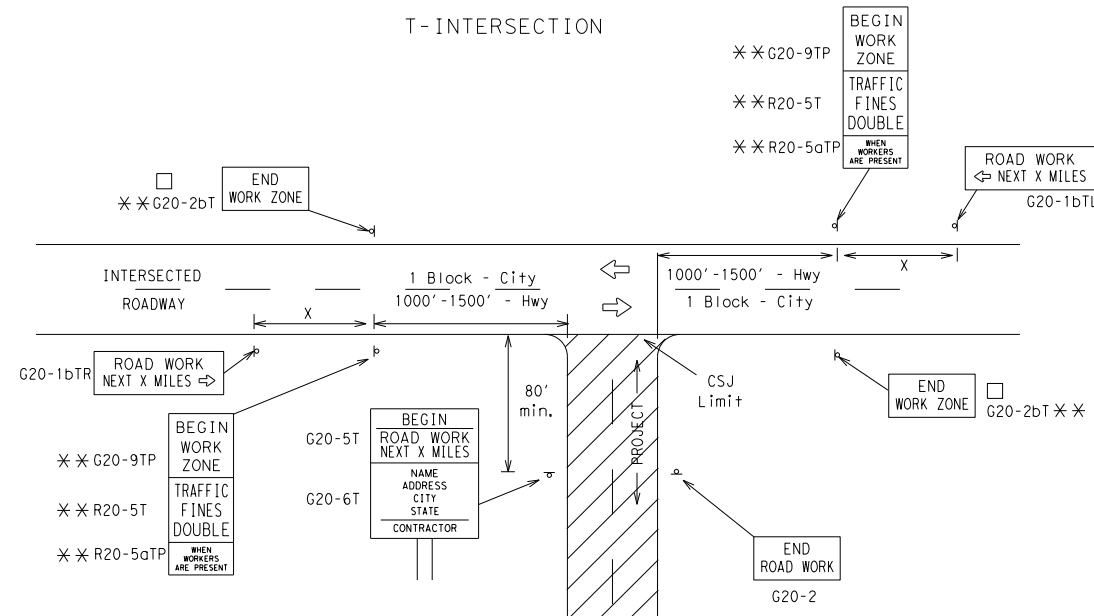 T-INTERSECTION
BEGIN
WORK
ZONE
TRAFFIC
FINES
DOUBLE
WHEN
WORKERS
ARE PRESENT
**G20-9TP
**R20-5T
**R20-5aTP
ROAD WORK
⇦ NEXT X MILES
G20-1bTL
□
**G20-2bT
END
WORK ZONE
INTERSECTED
ROADWAY
1 Block - City
1000'-1500' - Hwy
X
1000'-1500' - Hwy
1 Block - City
X
G20-1bTR
ROAD WORK
NEXT X MILES ⇨
80'
min.
PROJECT
CSJ
Limit
END
WORK ZONE
□
G20-2bT **
**G20-9TP
**R20-5T
**R20-5aTP
BEGIN
WORK
ZONE
TRAFFIC
FINES
DOUBLE
WHEN
WORKERS
ARE PRESENT
G20-5T
G20-6T
BEGIN
ROAD WORK
NEXT X MILES
NAME
ADDRESS
CITY
STATE
CONTRACTOR
END
ROAD WORK
G20-2